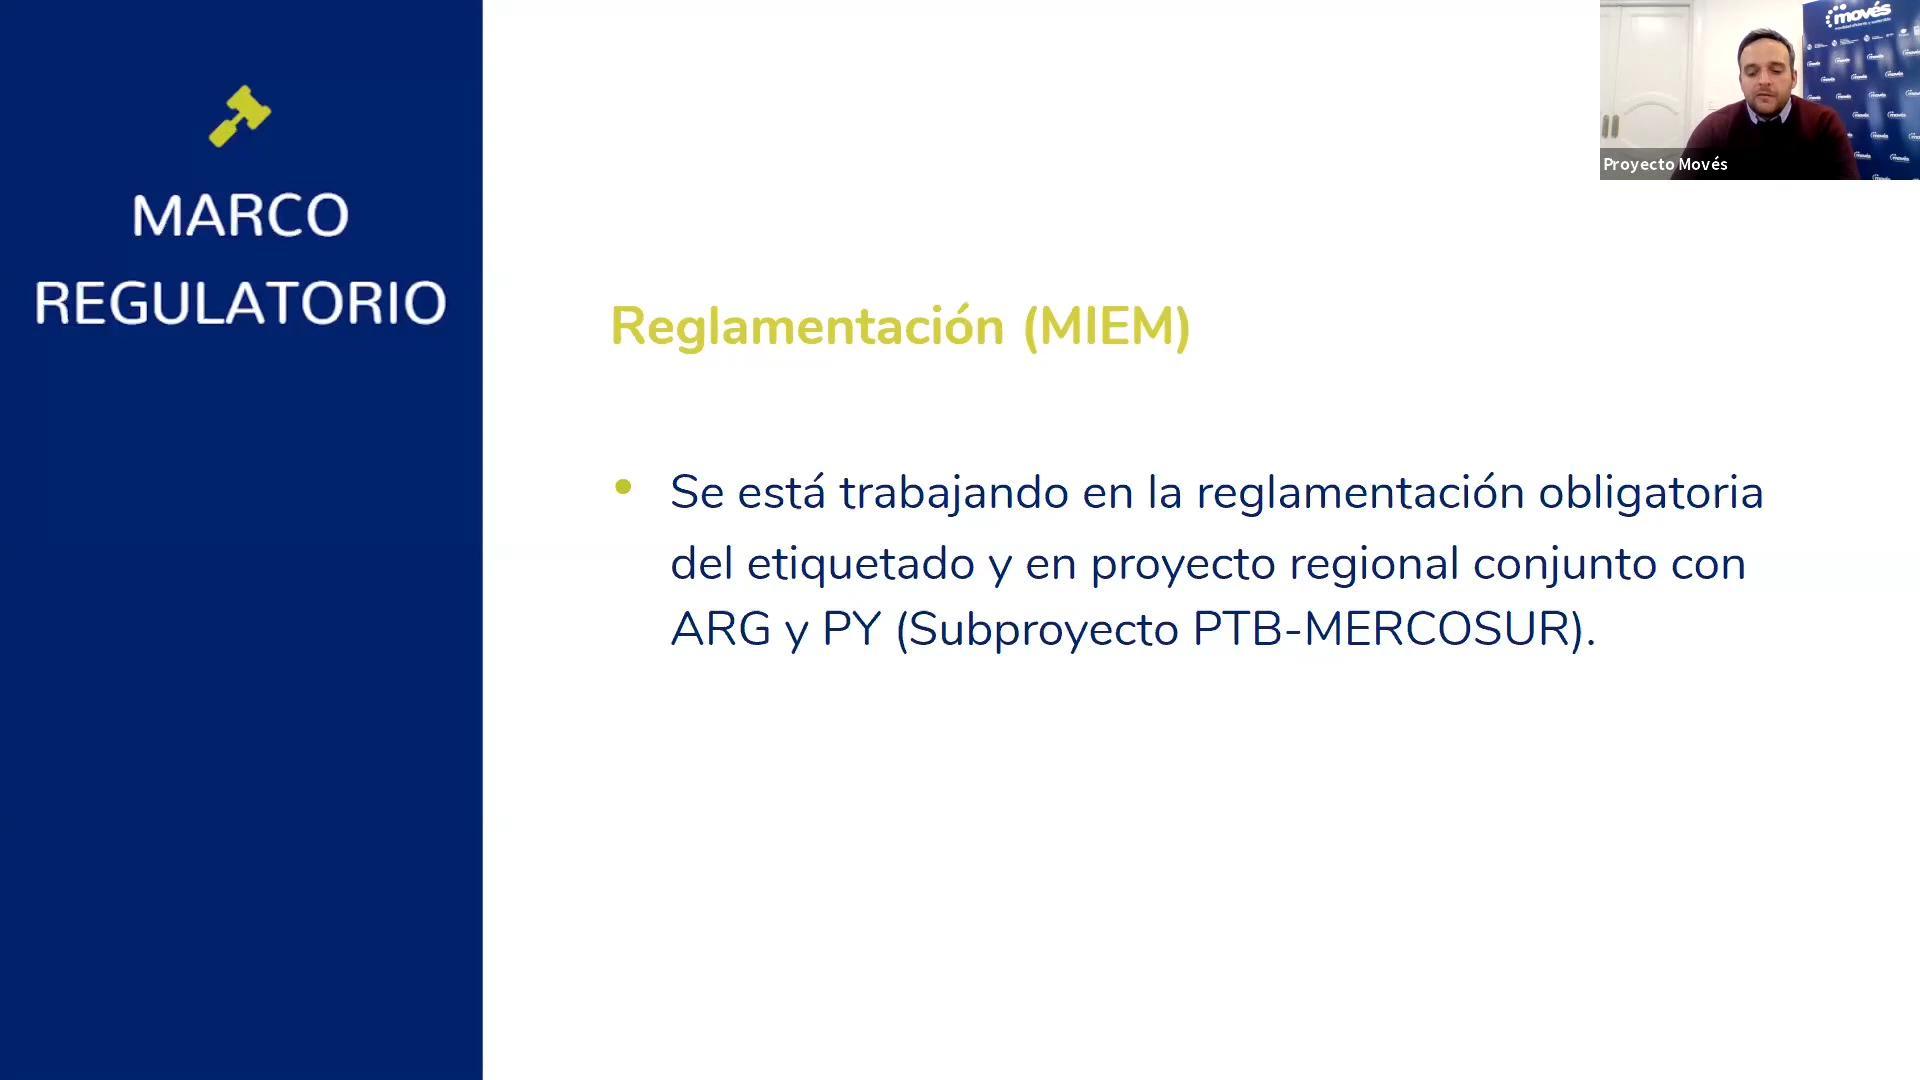 MARCO
REGULATORIO
Reglamentación (MIEM)
• Se está trabajando en la reglamentación obligatoria
del etiquetado y en proyecto regional conjunto con
ARG y PY (Subproyecto PTB-MERCOSUR).
movés
Proyecto Movés